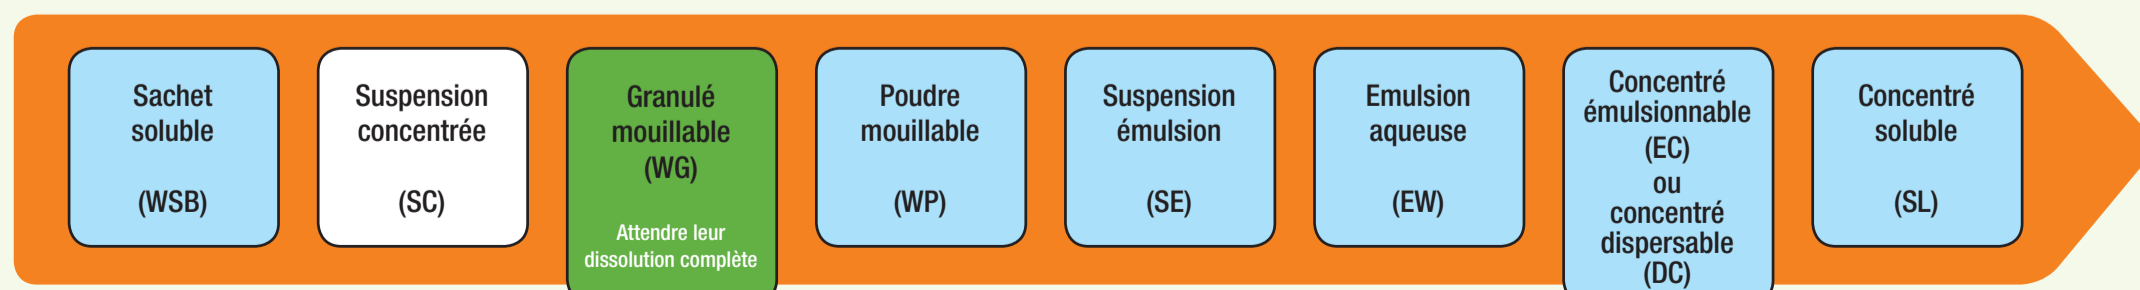 Sachet
soluble
(WSB)
Suspension
concentrée
(SC)
Granulé
mouillable
(WG)
Attendre leur
dissolution complète
Poudre
mouillable
(WP)
Suspension
émulsion
(SE)
Emulsion
aqueuse
(EW)
Concentré
émulsionnable
(EC)
ou
concentré
dispersable
(DC)
Concentré
soluble
(SL)